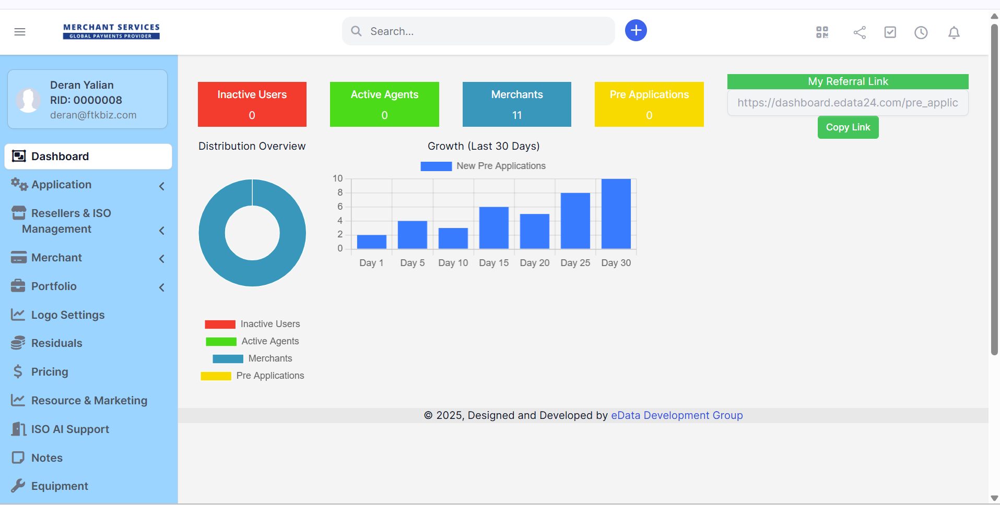 MERCHANT SERVICES
GLOBAL PAYMENTS PROVIDER
Search...
Deran Yalian
RID: 0000008
deran@ftkbiz.com
Dashboard
Application
Resellers & ISO
Management
Merchant
Portfolio
Logo Settings
Residuals
Pricing
Resource & Marketing
ISO AI Support
Notes
Equipment
Inactive Users
0
Active Agents
0
Merchants
11
Pre Applications
0
My Referral Link
https://dashboard.edata24.com/pre_applic
Copy Link
Distribution Overview
Inactive Users
Active Agents
Merchants
Pre Applications
Growth (Last 30 Days)
New Pre Applications
10
8
6
4
2
0
Day 1 Day 5 Day 10 Day 15 Day 20 Day 25 Day 30
© 2025, Designed and Developed by eData Development Group